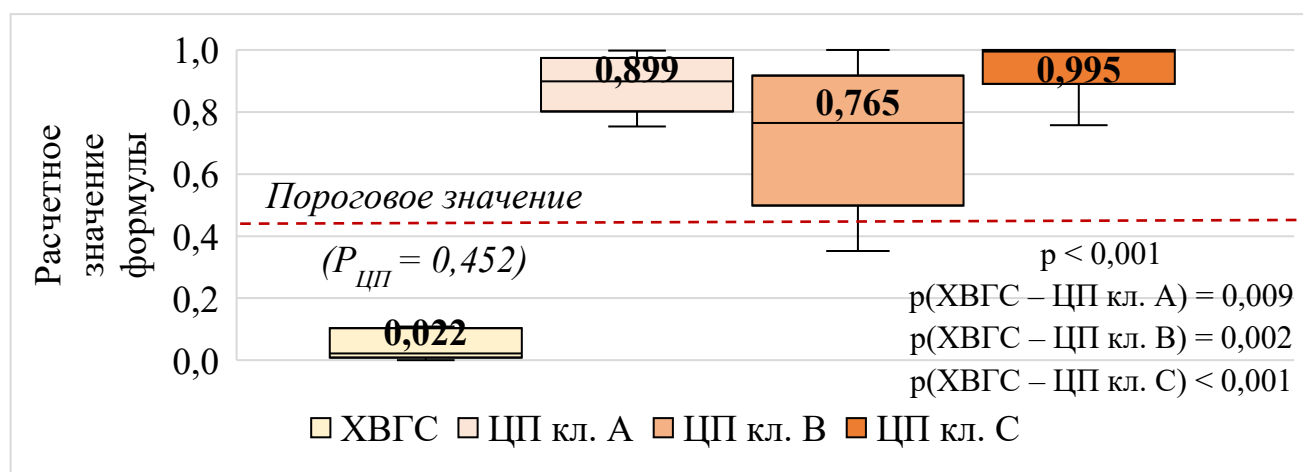 Расчетное
значение
формулы
1,0
0,8
0,6
0,4
0,2
0,0
0,899
0,765
0,995
Пороговое значение
(P_ЦП = 0,452)
0,022
p < 0,001
p(ХВГС – ЦП кл. A) = 0,009
p(ХВГС – ЦП кл. B) = 0,002
p(ХВГС – ЦП кл. C) < 0,001
ХВГС ЦП кл. А ЦП кл. В ЦП кл. С